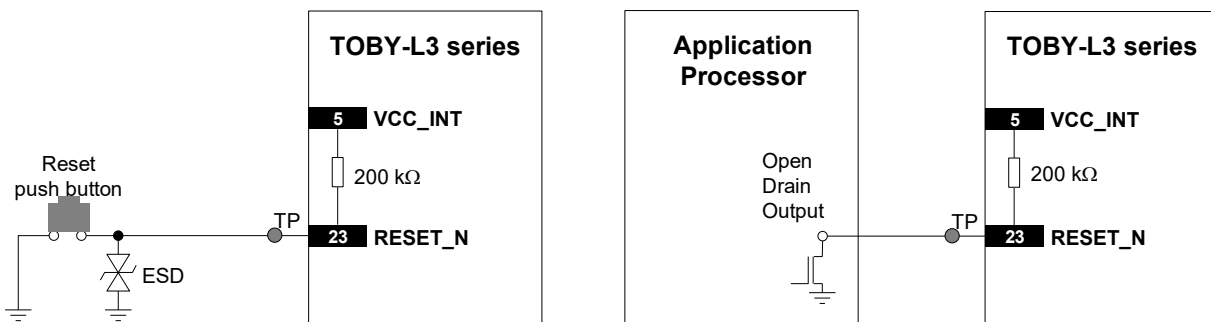 TOBY-L3 series
5 VCC_INT
200 kΩ
Reset
push button
TP
23 RESET_N
ESD
Application
Processor
Open
Drain
Output
TOBY-L3 series
5 VCC_INT
200 kΩ
TP
23 RESET_N